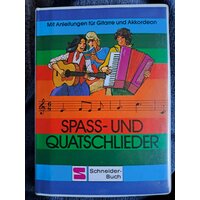 Mit Anleitungen für Gitarre und Akkordeon
SPASS- UND
QUATSCHLIEDER
Schneider-
Buch